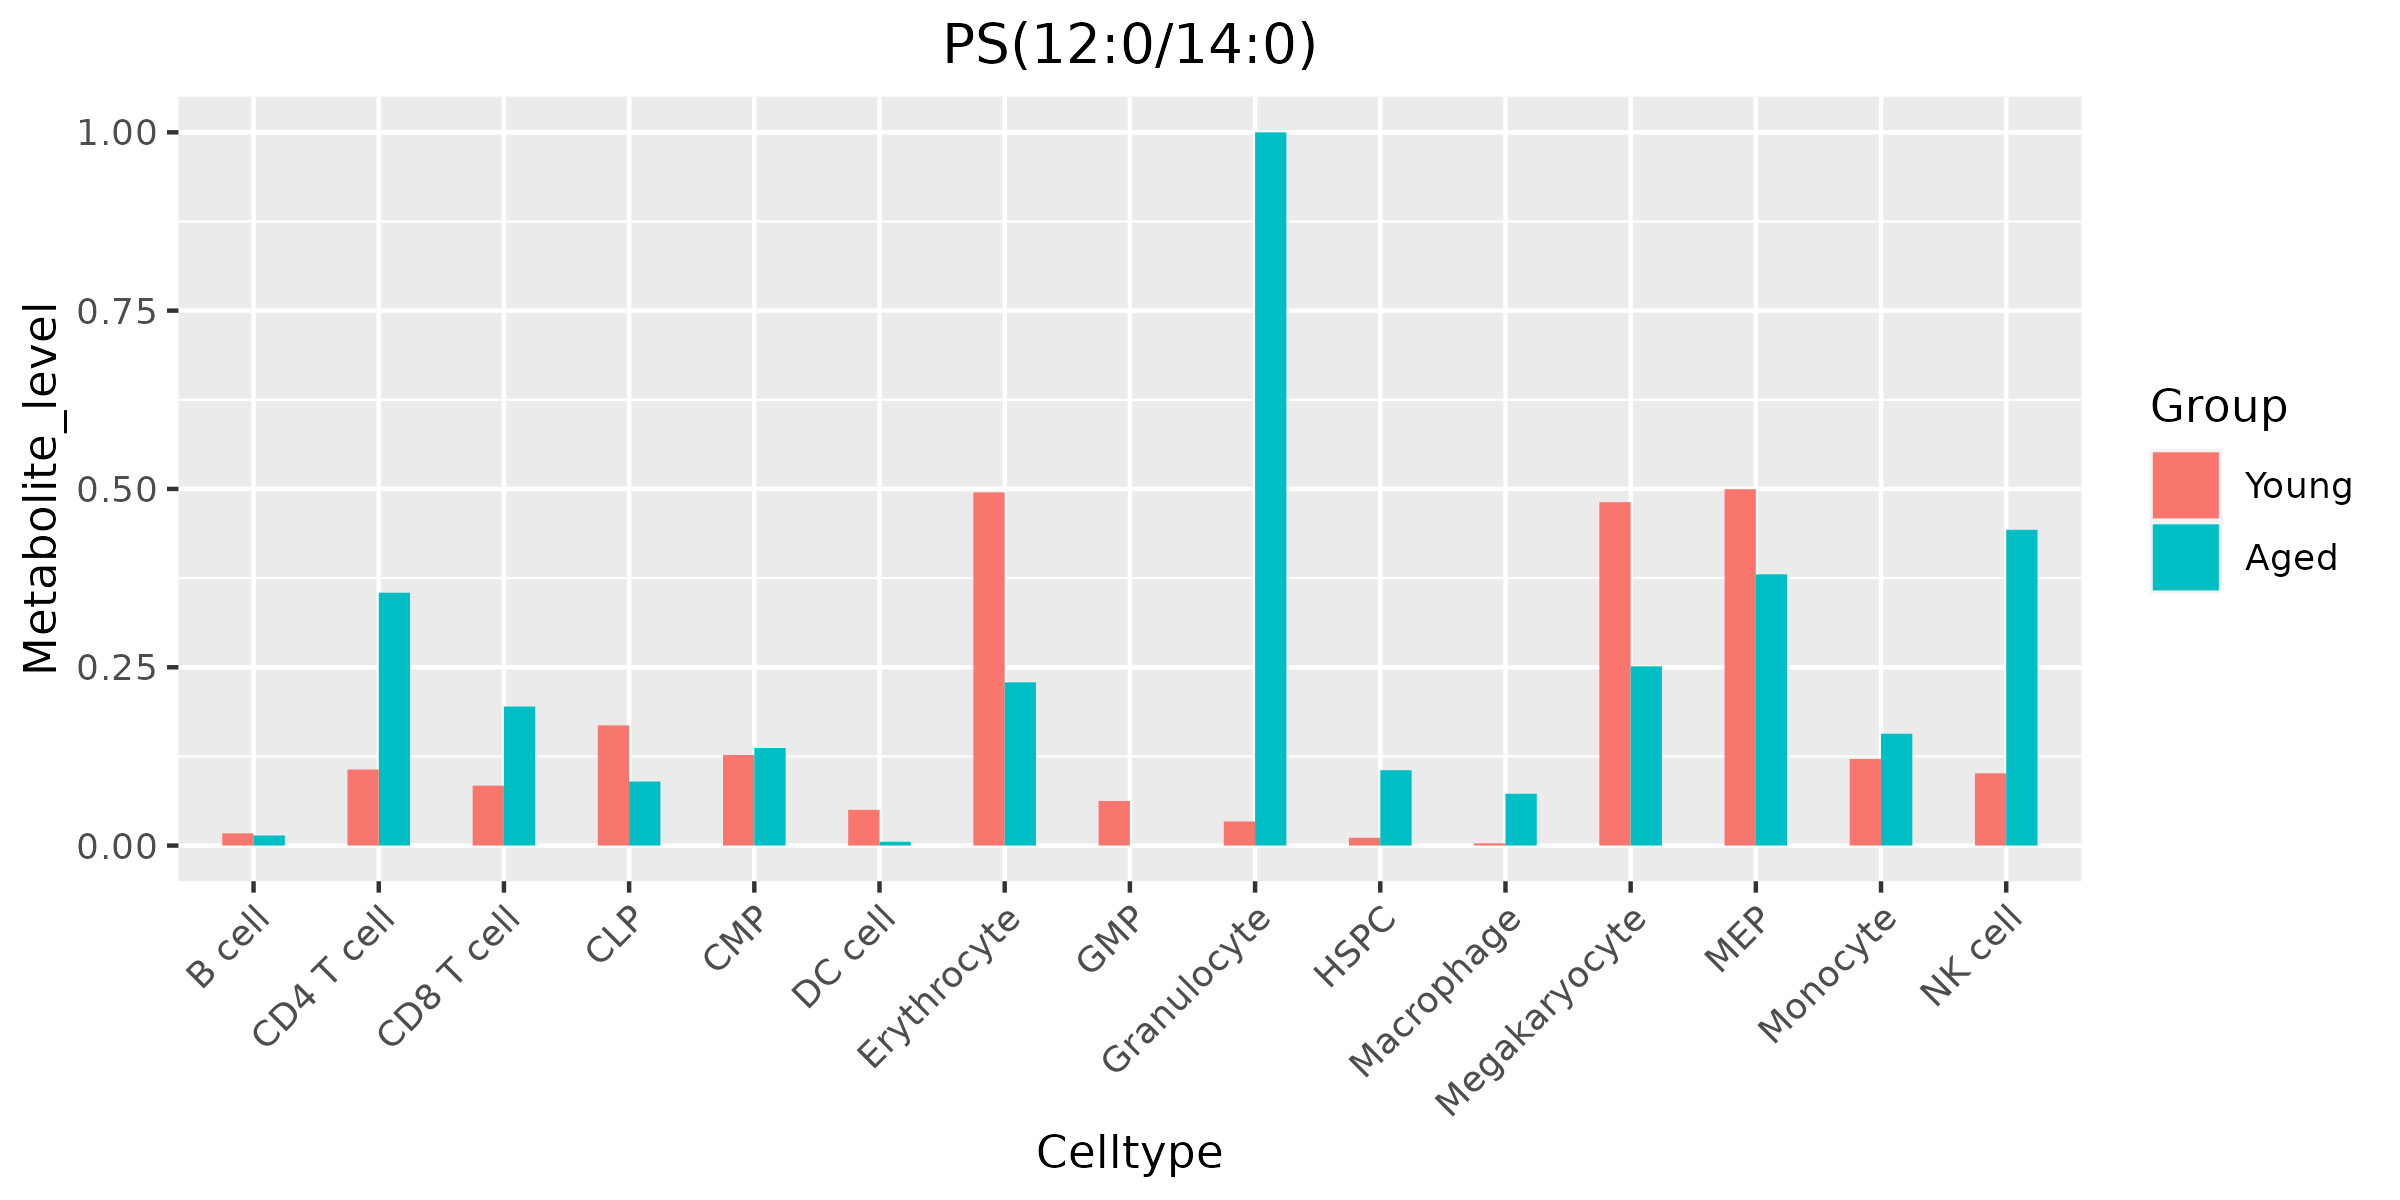 PS(12:0/14:0)
Metabolite_level
1.00
0.75
0.50
0.25
0.00
B cell
CD4 T cell
CD8 T cell
CLP
CMP
DC cell
Erythrocyte
GMP
Granulocyte
HSPC
Macrophage
Megakaryocyte
MEP
Monocyte
NK cell
Celltype
Group
Young
Aged